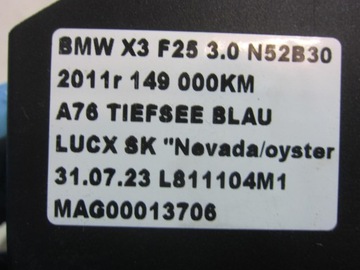 BMW X3 F25 3.0 N52B30
2011r 149 000KM
A76 TIEFSEE BLAU
LUCX SK "Nevada/oyster
31.07.23 L811104M1
MAG00013706